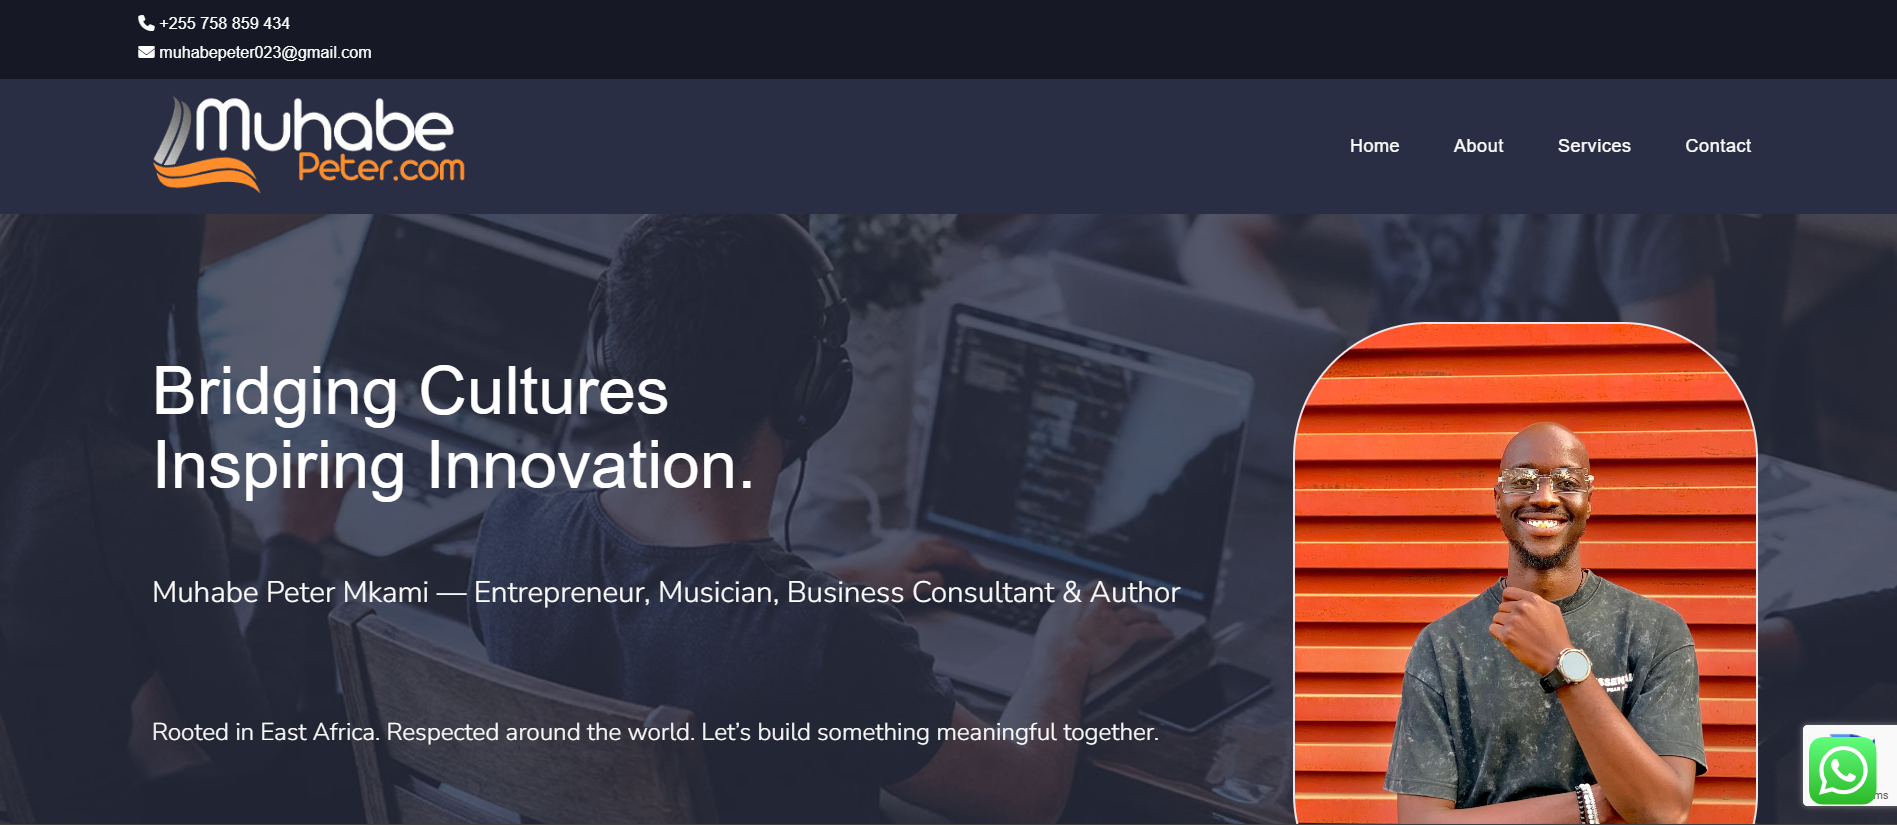 +255 758 859 434
muhabepeter023@gmail.com
Muhabe
Peter.com
Home About Services Contact
Bridging Cultures
Inspiring Innovation.
Muhabe Peter Mkami — Entrepreneur, Musician, Business Consultant & Author
Rooted in East Africa. Respected around the world. Let’s build something meaningful together.